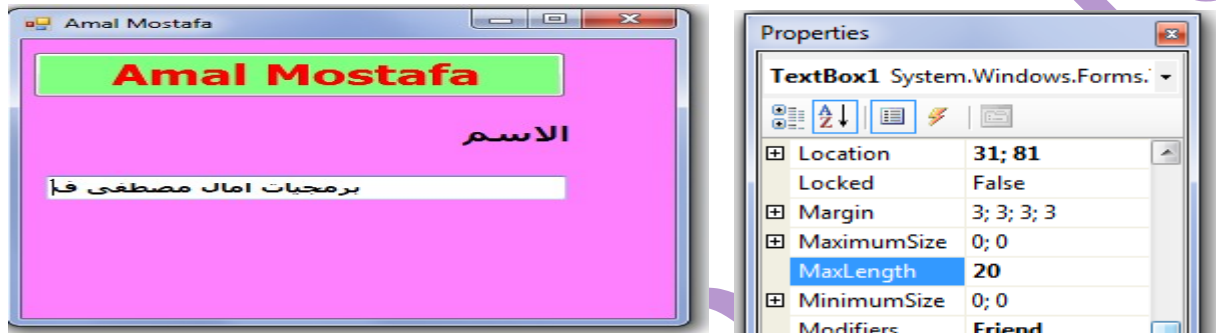 Amal Mostafa
Amal Mostafa
الاسم
برمجيات امال مصطفى فـ
Properties
TextBox1 System.Windows.Forms.
Location 31; 81
Locked False
Margin 3; 3; 3; 3
MaximumSize 0; 0
MaxLength 20
MinimumSize 0; 0
Modifiers Friend